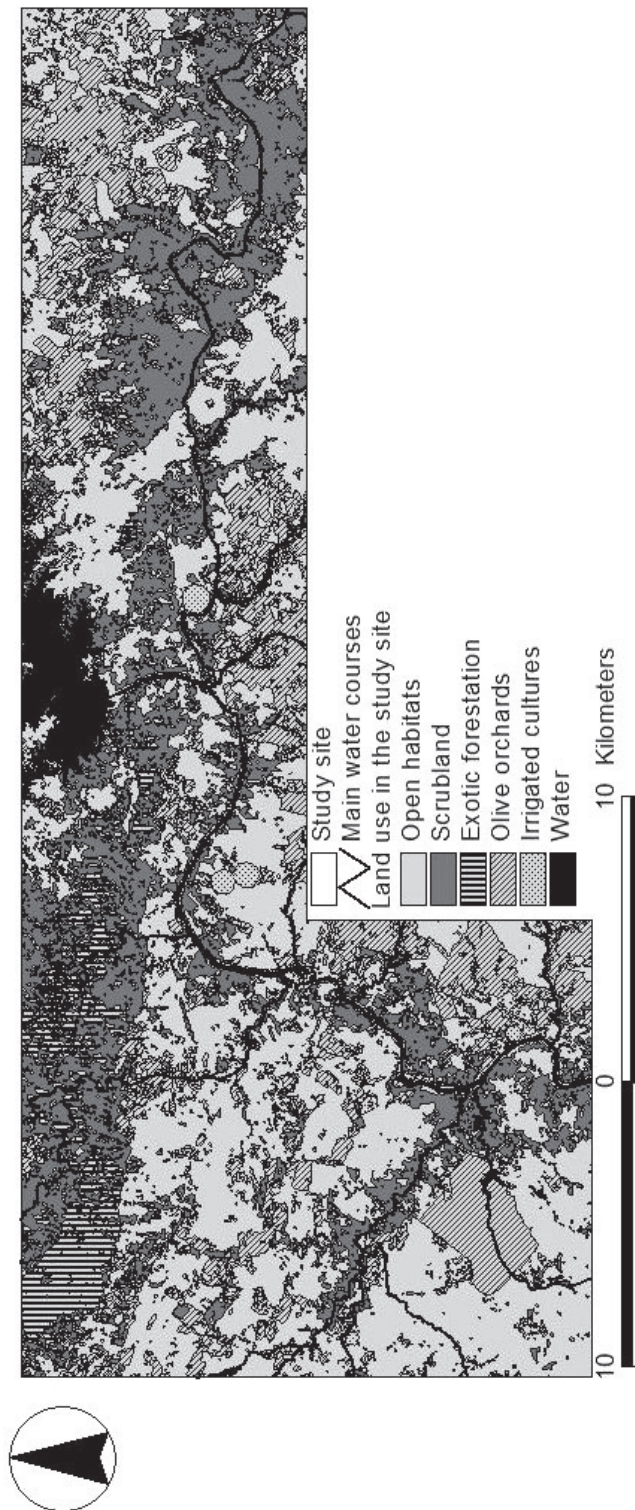 Study site
Main water courses
Land use in the study site
Open habitats
Scrubland
Exotic forestation
Olive orchards
Irrigated cultures
Water
10 0 10 Kilometers